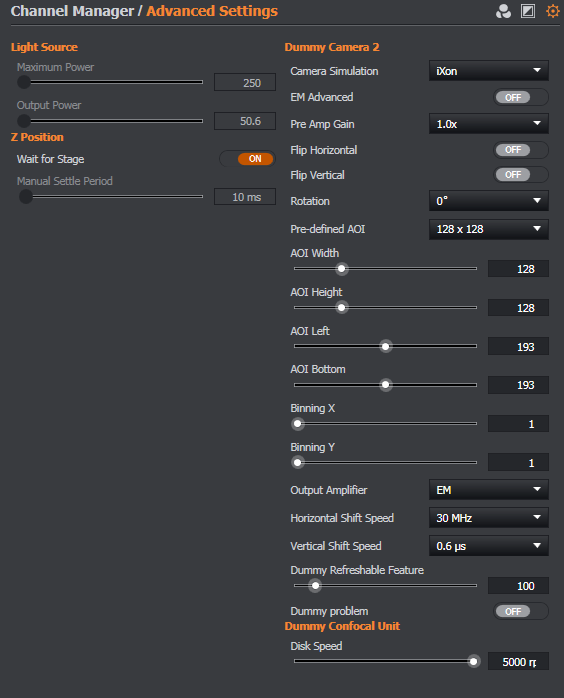 Channel Manager / Advanced Settings
Light Source
Maximum Power
250
Output Power
50.6
Z Position
Wait for Stage ON
Manual Settle Period
10 ms
Dummy Camera 2
Camera Simulation iXon
EM Advanced OFF
Pre Amp Gain 1.0x
Flip Horizontal OFF
Flip Vertical OFF
Rotation 0°
Pre-defined AOI 128 x 128
AOI Width
128
AOI Height
128
AOI Left
193
AOI Bottom
193
Binning X
1
Binning Y
1
Output Amplifier EM
Horizontal Shift Speed 30 MHz
Vertical Shift Speed 0.6 µs
Dummy Refreshable Feature
100
Dummy problem OFF
Dummy Confocal Unit
Disk Speed
5000